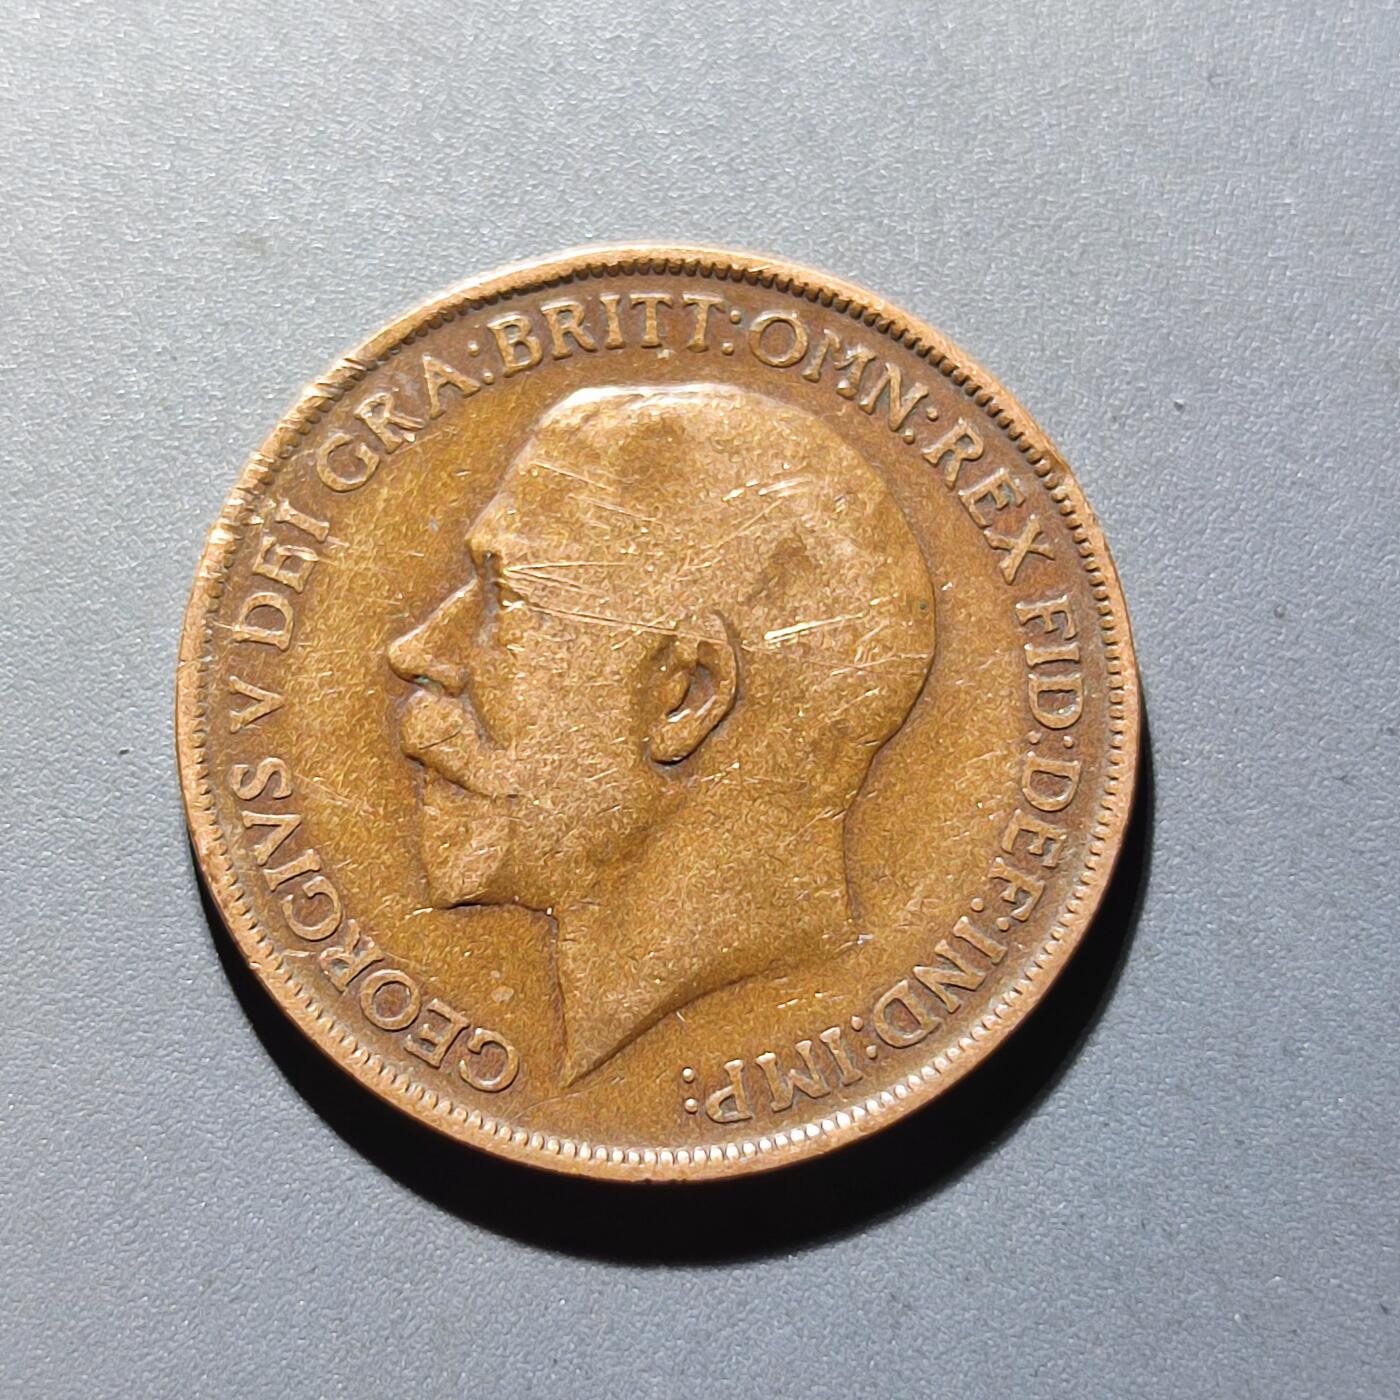 GEORGIVS V DEI GRA:BRITT:OMN:REX FID:DEF:IND:IMP: